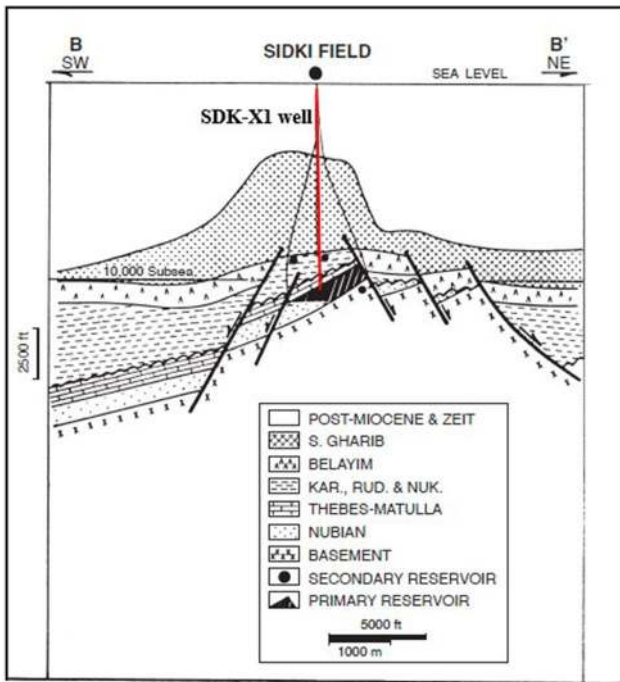 B
SW
SIDKI FIELD
B'
NE
SEA LEVEL
SDK-X1 well
10,000 Subsea
2500 ft
POST-MIOCENE & ZEIT
S. GHARIB
BELAYIM
KAR., RUD. & NUK.
THEBES-MATULLA
NUBIAN
BASEMENT
SECONDARY RESERVOIR
PRIMARY RESERVOIR
5000 ft
1000 m